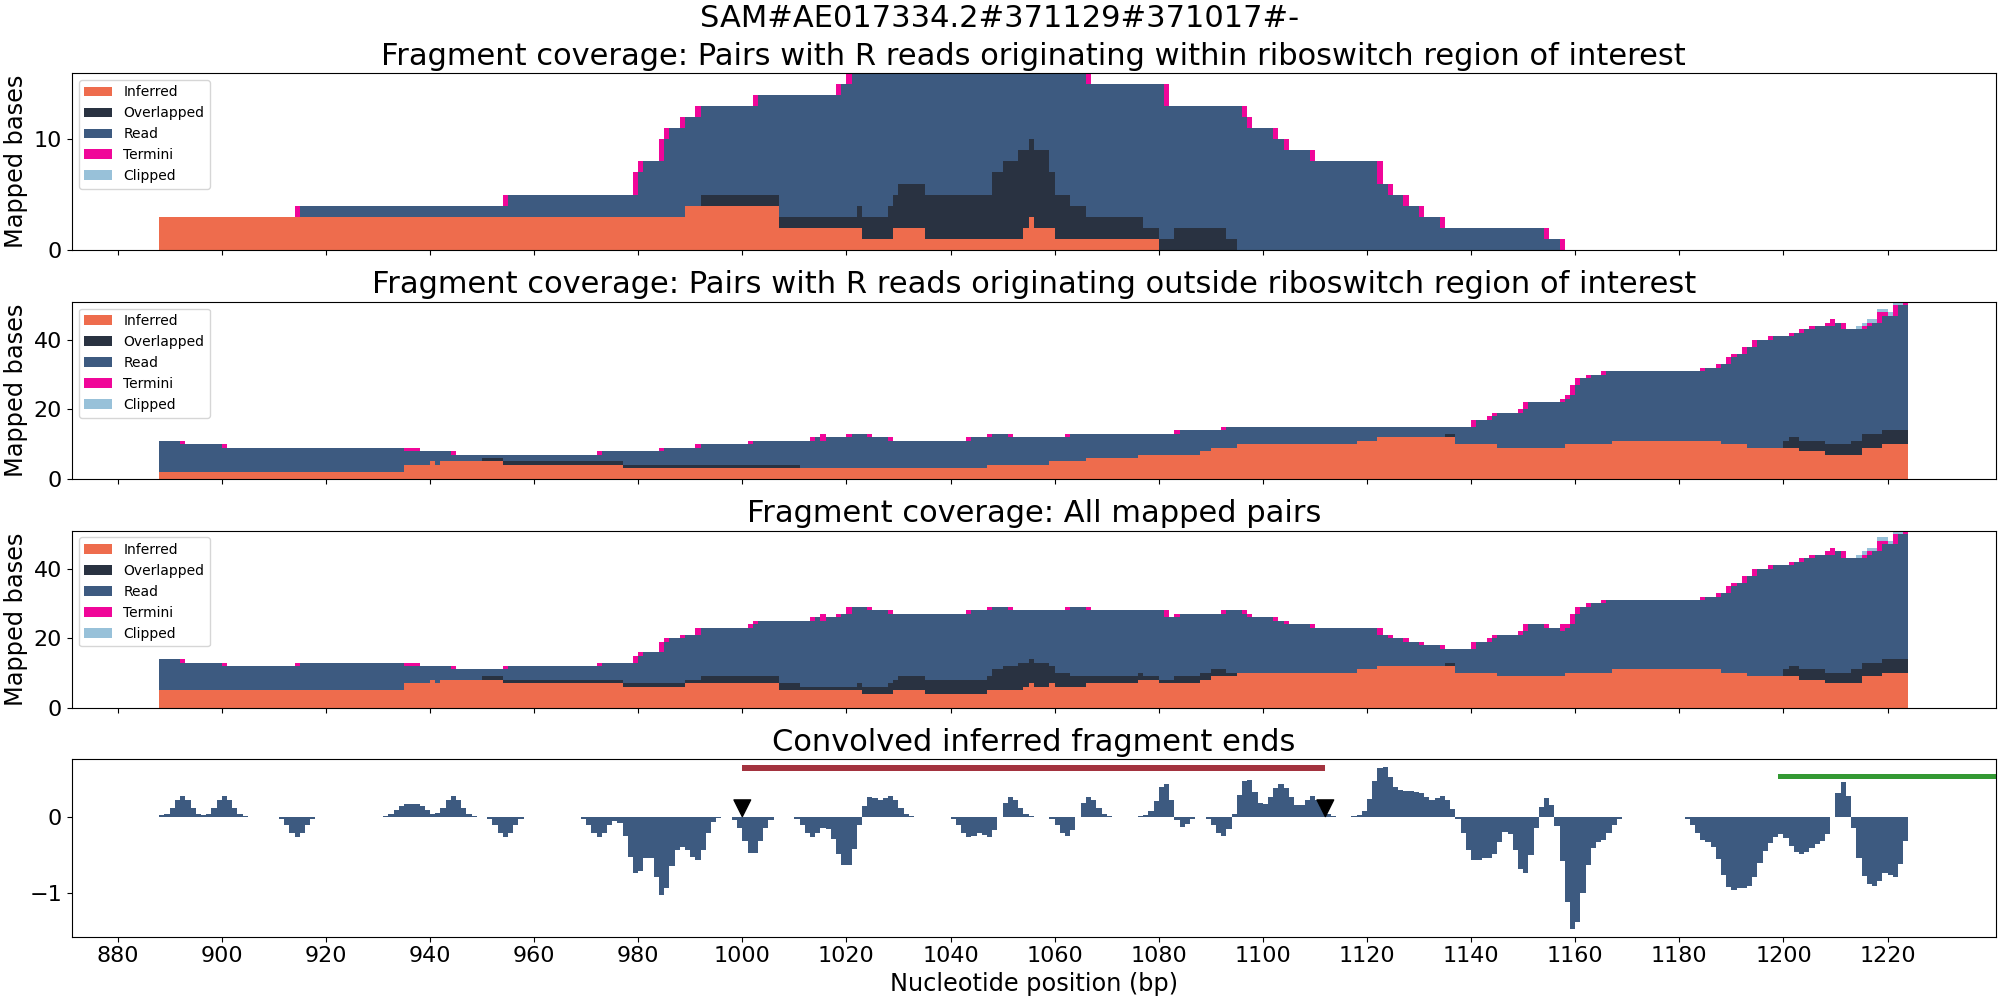 SAM#AE017334.2#371129#371017#-
Fragment coverage: Pairs with R reads originating within riboswitch region of interest
Mapped bases
10
0
Inferred
Overlapped
Read
Termini
Clipped
Fragment coverage: Pairs with R reads originating outside riboswitch region of interest
Mapped bases
40
20
0
Inferred
Overlapped
Read
Termini
Clipped
Fragment coverage: All mapped pairs
Mapped bases
40
20
0
Inferred
Overlapped
Read
Termini
Clipped
Convolved inferred fragment ends
0
−1
880 900 920 940 960 980 1000 1020 1040 1060 1080 1100 1120 1140 1160 1180 1200 1220
Nucleotide position (bp)